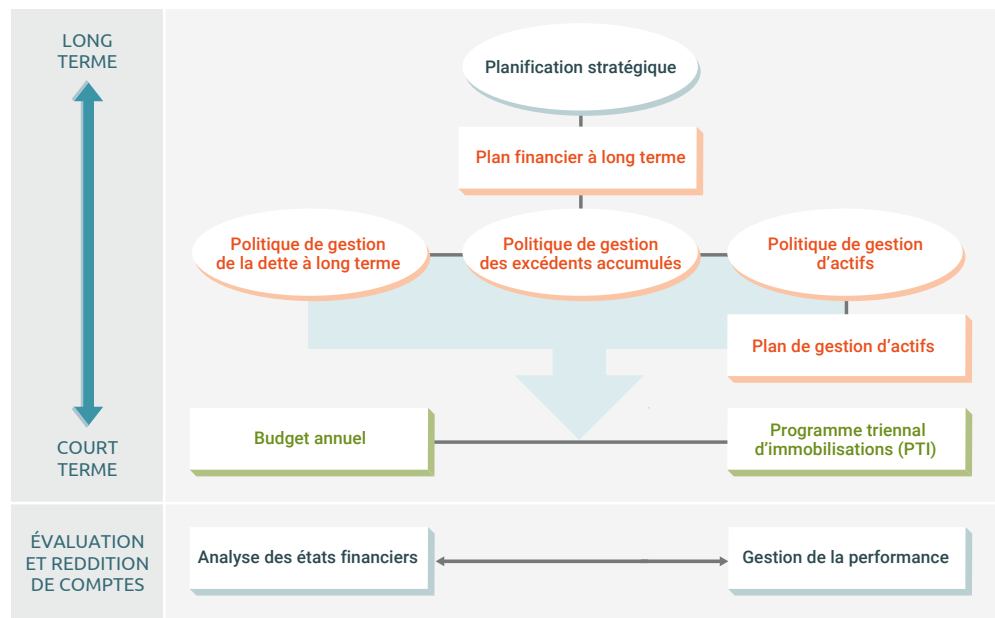 LONG
TERME
Planification stratégique
Plan financier à long terme
Politique de gestion
de la dette à long terme
Politique de gestion
des excédents accumulés
Politique de gestion
d’actifs
Plan de gestion d’actifs
COURT
TERME
Budget annuel
Programme triennal
d’immobilisations (PTI)
ÉVALUATION
ET REDDITION
DE COMPTES
Analyse des états financiers
Gestion de la performance